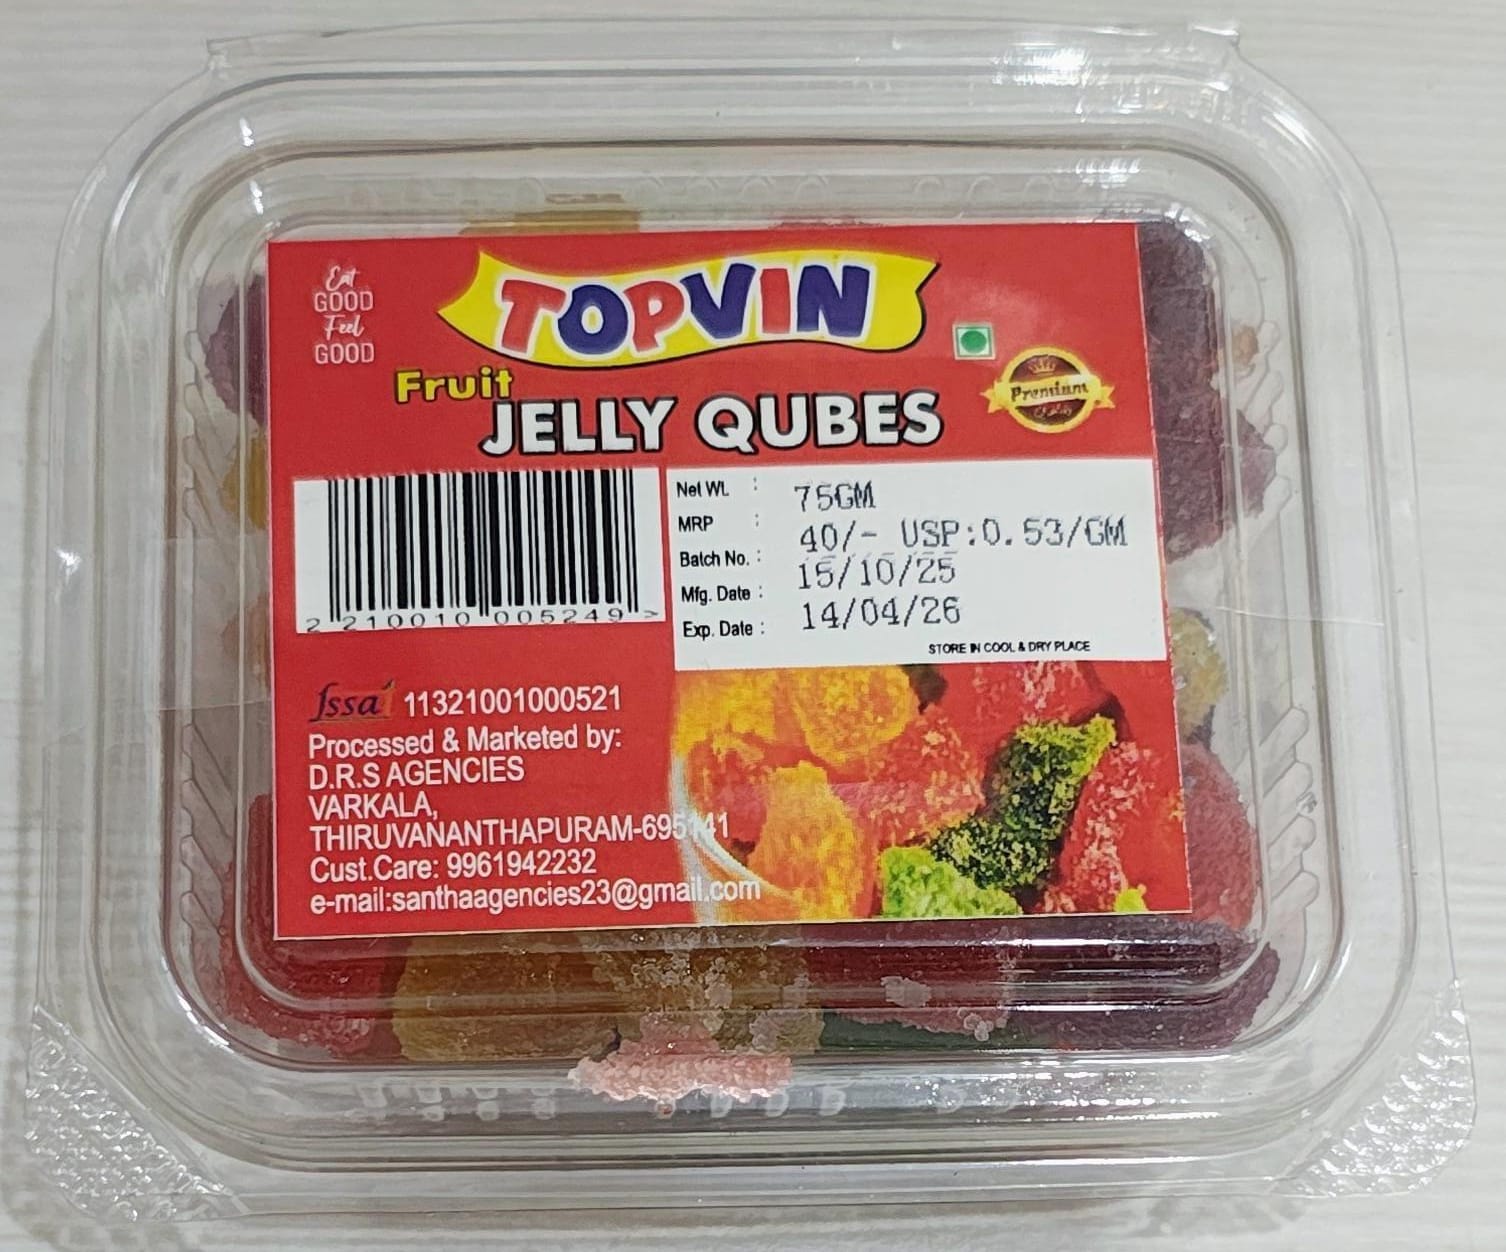 Eat
GOOD
Feel
GOOD
TOPVIN
Fruit
JELLY QUBES
Premium
Net Wt. : 75GM
MRP : 40/- USP:0.53/GM
Batch No. : 15/10/25
Mfg. Date :
Exp. Date : 14/04/26
STORE IN COOL & DRY PLACE
2 210010 005249 >
fssai 11321001000521
Processed & Marketed by:
D.R.S AGENCIES
VARKALA,
THIRUVANANTHAPURAM-695141
Cust.Care: 9961942232
e-mail:santhaagencies23@gmail.com